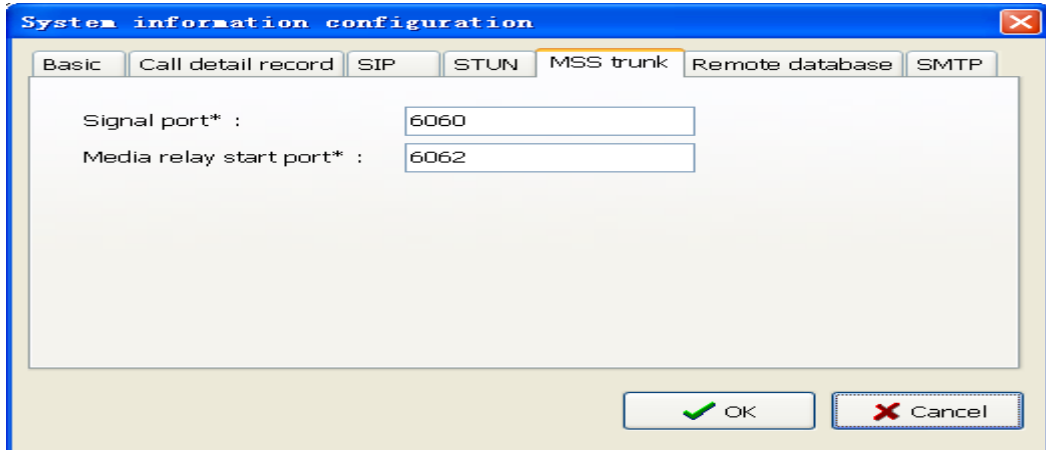 System information configuration
Basic Call detail record SIP STUN MSS trunk Remote database SMTP
Signal port* : 6060
Media relay start port* : 6062
OK Cancel